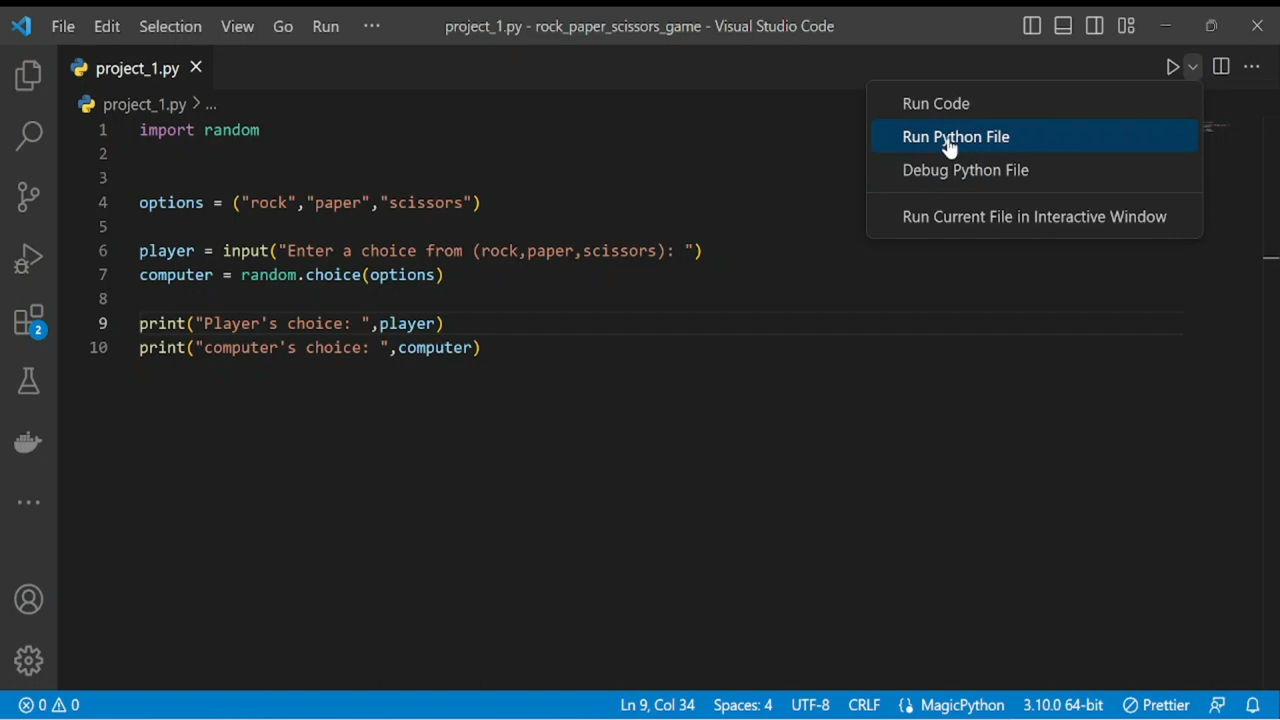 File Edit Selection View Go Run ··· project_1.py - rock_paper_scissors_game - Visual Studio Code
project_1.py
project_1.py > ...
Run Code
Run Python File
Debug Python File
Run Current File in Interactive Window
1 import random
2
3
4 options = ("rock","paper","scissors")
5
6 player = input("Enter a choice from (rock,paper,scissors): ")
7 computer = random.choice(options)
8
9 print("Player's choice: ",player)
10 print("computer's choice: ",computer)
2
0 0 Ln 9, Col 34 Spaces: 4 UTF-8 CRLF MagicPython 3.10.0 64-bit Prettier